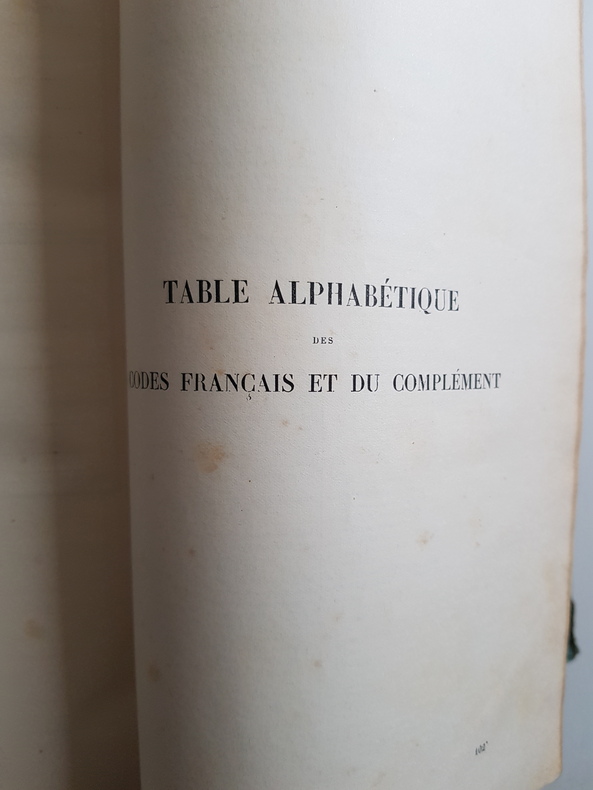 TABLE ALPHABÉTIQUE
DES
CODES FRANÇAIS ET DU COMPLÉMENT